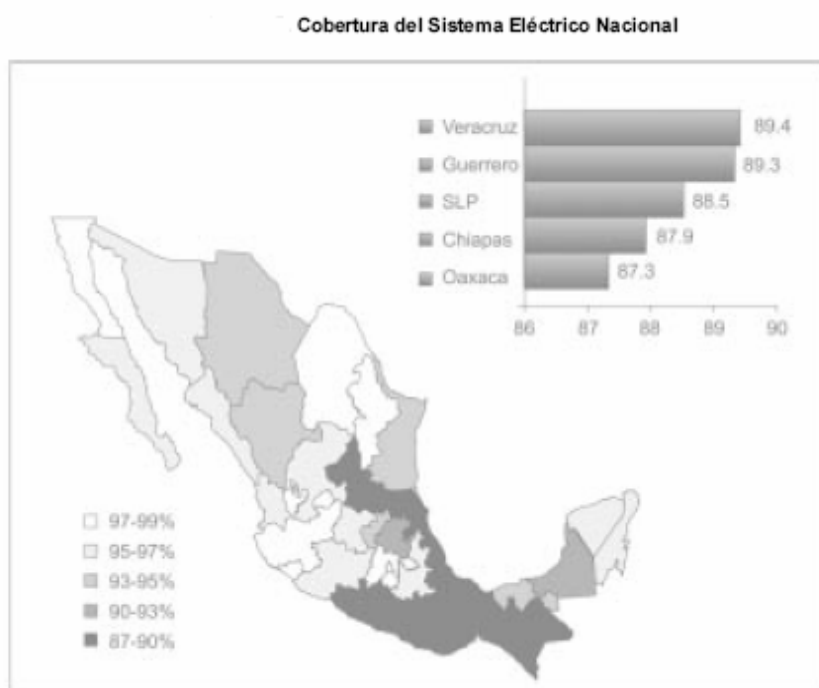 Cobertura del Sistema Eléctrico Nacional
Veracruz 89.4
Guerrero 89.3
SLP 88.5
Chiapas 87.9
Oaxaca 87.3
86 87 88 89 90
97-99%
95-97%
93-95%
90-93%
87-90%